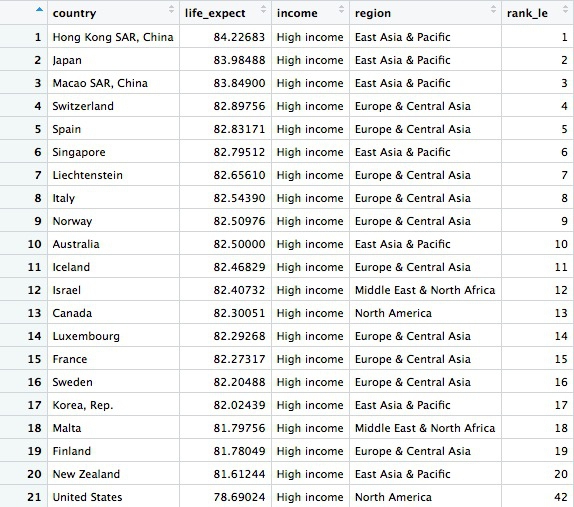 country life_expect income region rank_le
1 Hong Kong SAR, China 84.22683 High income East Asia & Pacific 1
2 Japan 83.98488 High income East Asia & Pacific 2
3 Macao SAR, China 83.84900 High income East Asia & Pacific 3
4 Switzerland 82.89756 High income Europe & Central Asia 4
5 Spain 82.83171 High income Europe & Central Asia 5
6 Singapore 82.79512 High income East Asia & Pacific 6
7 Liechtenstein 82.65610 High income Europe & Central Asia 7
8 Italy 82.54390 High income Europe & Central Asia 8
9 Norway 82.50976 High income Europe & Central Asia 9
10 Australia 82.50000 High income East Asia & Pacific 10
11 Iceland 82.46829 High income Europe & Central Asia 11
12 Israel 82.40732 High income Middle East & North Africa 12
13 Canada 82.30051 High income North America 13
14 Luxembourg 82.29268 High income Europe & Central Asia 14
15 France 82.27317 High income Europe & Central Asia 15
16 Sweden 82.20488 High income Europe & Central Asia 16
17 Korea, Rep. 82.02439 High income East Asia & Pacific 17
18 Malta 81.79756 High income Middle East & North Africa 18
19 Finland 81.78049 High income Europe & Central Asia 19
20 New Zealand 81.61244 High income East Asia & Pacific 20
21 United States 78.69024 High income North America 42